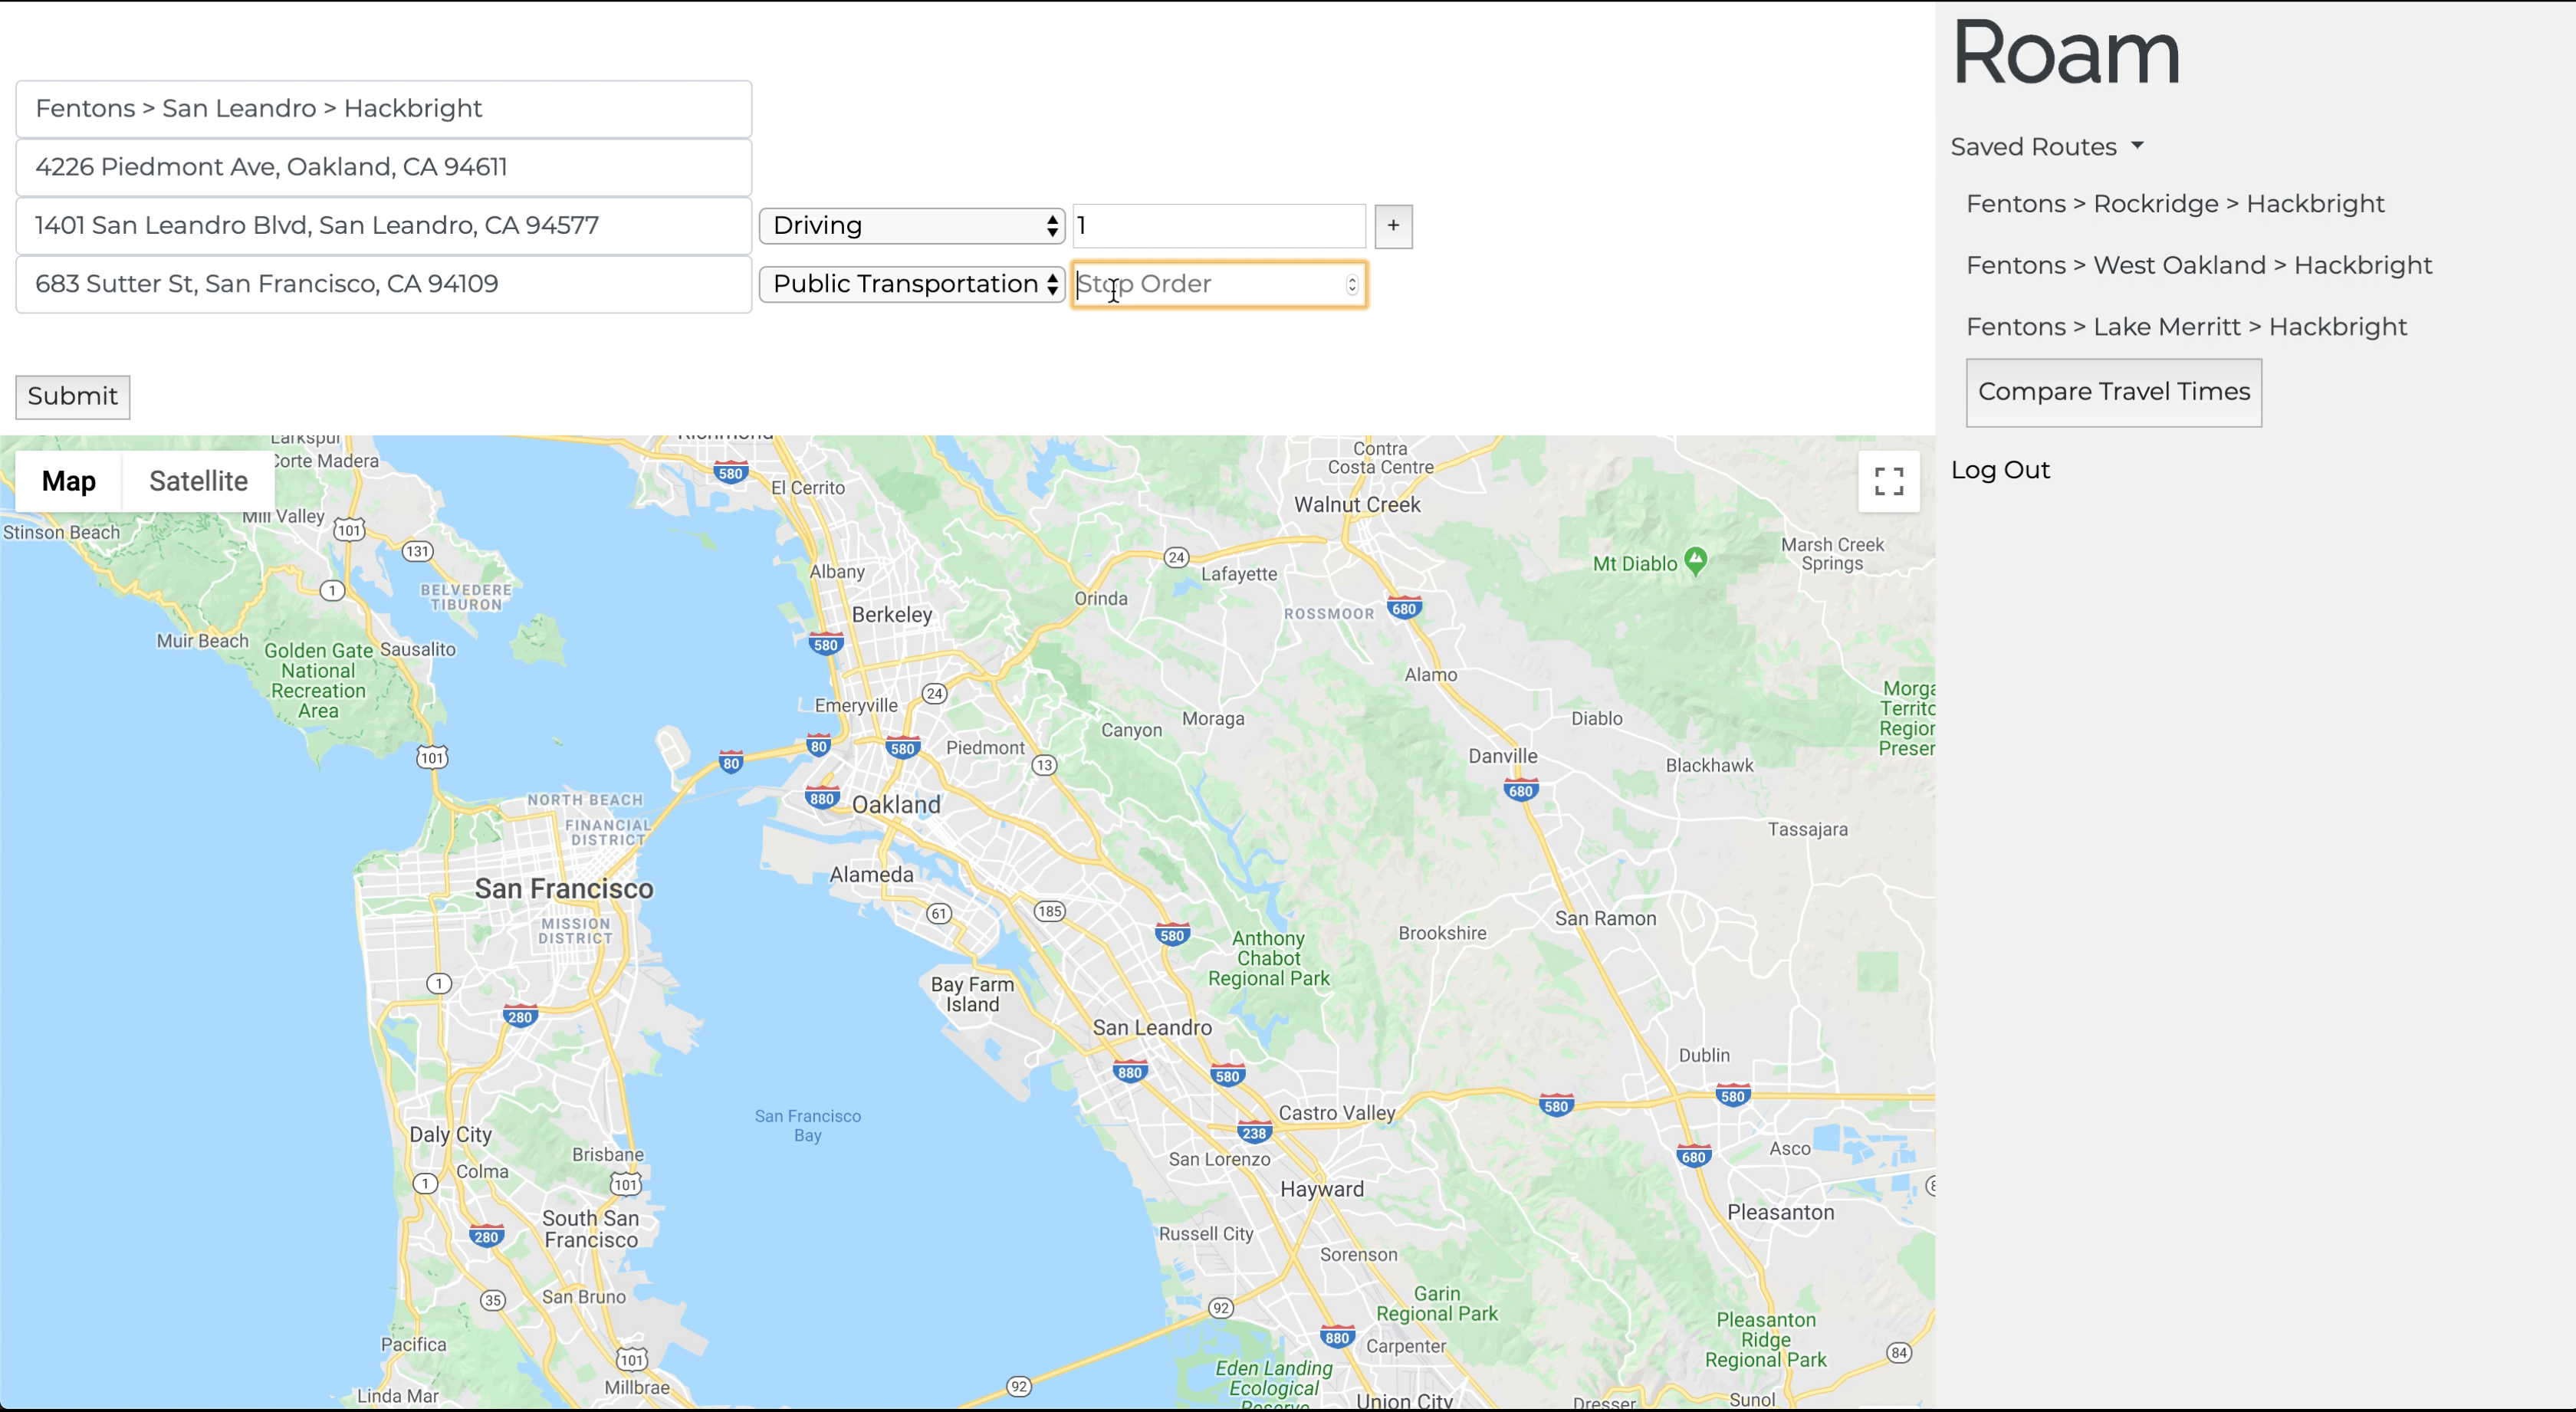 Roam
Fentons > San Leandro > Hackbright
4226 Piedmont Ave, Oakland, CA 94611
1401 San Leandro Blvd, San Leandro, CA 94577
Driving
1
+
683 Sutter St, San Francisco, CA 94109
Public Transportation
Stop Order
Submit
Saved Routes
Fentons > Rockridge > Hackbright
Fentons > West Oakland > Hackbright
Fentons > Lake Merritt > Hackbright
Compare Travel Times
Log Out
Map
Satellite
Larkspur
Corte Madera
Richmond
580
El Cerrito
Contra
Costa Centre
Walnut Creek
Mill Valley
101
Stinson Beach
131
1
BELVEDERE
TIBURON
Albany
24
Lafayette
Orinda
ROSSMOOR
680
Mt Diablo
Marsh Creek
Springs
Berkeley
580
Muir Beach
Golden Gate
National
Recreation
Area
Sausalito
Alamo
24
Emeryville
Moraga
Canyon
Diablo
Morga
Territo
Region
Preser
101
80
80
580
Piedmont
13
Danville
Blackhawk
680
880
Oakland
NORTH BEACH
FINANCIAL
DISTRICT
Tassajara
San Francisco
Alameda
61
185
MISSION
DISTRICT
580
San Ramon
Brookshire
Anthony
Chabot
Regional Park
1
280
Bay Farm
Island
San Leandro
880
580
Dublin
580
580
Castro Valley
238
San Francisco
Bay
Daly City
Colma
Brisbane
San Lorenzo
680
Asco
1
101
Hayward
Pleasanton
South San
Francisco
280
Russell City
Sorenson
35
San Bruno
92
Garin
Regional Park
880
Carpenter
Pleasanton
Ridge
Regional Park
84
Pacifica
101
Millbrae
Linda Mar
92
Eden Landing
Ecological
Reserve
Union City
Dresser
Sunol